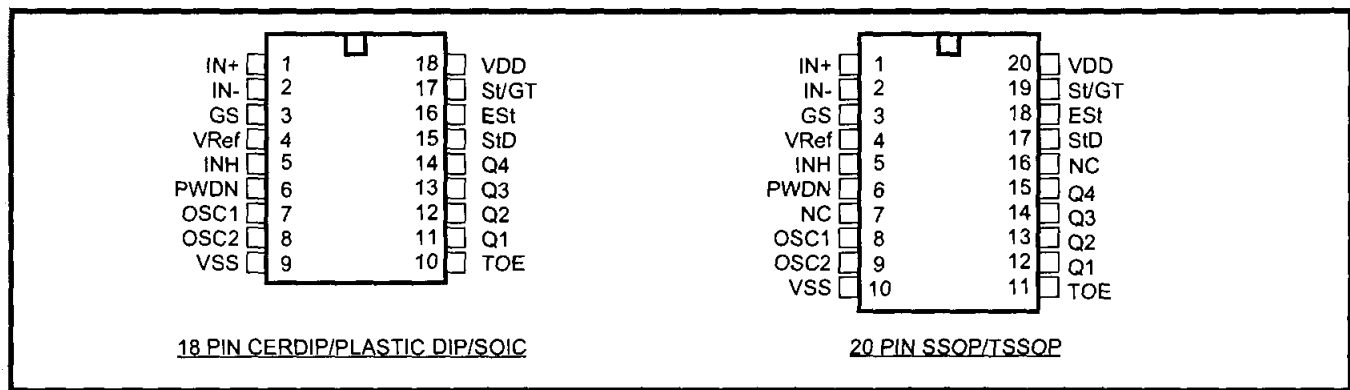 IN+ 1 18 VDD
IN- 2 17 St/GT
GS 3 16 ESt
VRef 4 15 StD
INH 5 14 Q4
PWDN 6 13 Q3
OSC1 7 12 Q2
OSC2 8 11 Q1
VSS 9 10 TOE
18 PIN CERDIP/PLASTIC DIP/SOIC
IN+ 1 20 VDD
IN- 2 19 St/GT
GS 3 18 ESt
VRef 4 17 StD
INH 5 16 NC
PWDN 6 15 Q4
NC 7 14 Q3
OSC1 8 13 Q2
OSC2 9 12 Q1
VSS 10 11 TOE
20 PIN SSOP/TSSOP